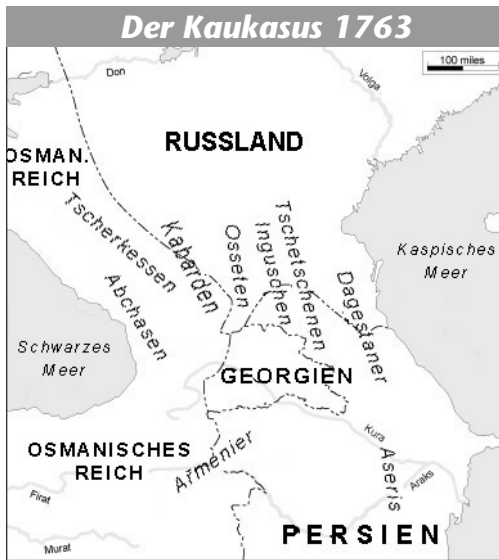 Der Kaukasus 1763
100 miles
Don
Volga
RUSSLAND
OSMAN.
REICH
Tscherkessen
Kabarden
Osseten
Inguschen
Tschetschenen
Dagestaner
Abchasen
Kaspisches
Meer
Schwarzes
Meer
GEORGIEN
Kura
OSMANISCHES
REICH
Armenier
Aseris
Araks
Firat
Murat
PERSIEN